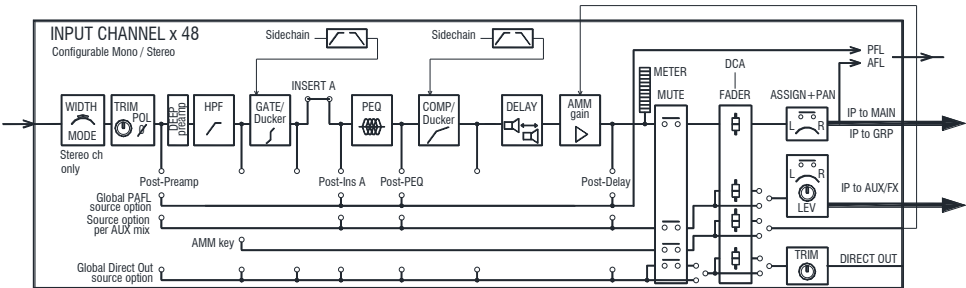 INPUT CHANNEL x 48
Configurable Mono / Stereo
Sidechain
Sidechain
PFL
AFL
DCA
METER
INSERT A
WIDTH
MODE
TRIM
POL
DEEP
preamp
HPF
GATE/
Ducker
PEQ
COMP/
Ducker
DELAY
AMM
gain
MUTE
FADER
ASSIGN+PAN
L R
IP to MAIN
IP to GRP
Stereo ch
only
Post-Preamp
Post-Ins A
Post-PEQ
Post-Delay
L R
LEV
IP to AUX/FX
Global PAFL
source option
Source option
per AUX mix
AMM key
Global Direct Out
source option
TRIM
DIRECT OUT